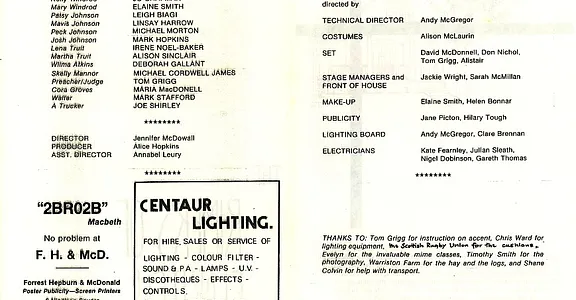 Mary Windrod ELAINE SMITH
Patsy Johnson LEIGH BIAGI
Mavis Johnson LINSAY HARROW
Peck Johnson MICHAEL MORTON
Josh Johnson MARK HOPKINS
Lena Truit IRENE NOEL-BAKER
Martha Truit ALISON SINCLAIR
Wilma Atkins DEBORAH GALLANT
Skelly Mannor MICHAEL CORDWELL JAMES
Preacher/Judge TOM GRIGG
Cora Groves MARIA MacDONELL
Walter MARK STAFFORD
A Trucker JOE SHIRLEY
********
DIRECTOR Jennifer McDowall
PRODUCER Alice Hopkins
ASST. DIRECTOR Annabel Leury
********
"2BR02B"
Macbeth
No problem at
F. H. & McD.
Forrest Hepburn & McDonald
Poster Publicity—Screen Printers
CENTAUR
LIGHTING.
FOR HIRE, SALES OR SERVICE OF
LIGHTING - COLOUR FILTER -
SOUND & P.A - LAMPS - U.V. -
DISCOTHEQUES - EFFECTS -
CONTROLS.
directed by
TECHNICAL DIRECTOR Andy McGregor
COSTUMES Alison McLaurin
SET David McDonnell, Don Nichol,
Tom Grigg, Alistair
STAGE MANAGERS and Jackie Wright, Sarah McMillan
FRONT OF HOUSE
MAKE-UP Elaine Smith, Helen Bonnar
PUBLICITY Jane Picton, Hilary Tough
LIGHTING BOARD Andy McGregor, Clare Brennan
ELECTRICIANS Kate Fearnley, Julian Sleath,
Nigel Dobinson, Gareth Thomas
********
THANKS TO: Tom Grigg for instruction on accent, Chris Ward for
lighting equipment, the Scottish Rugby Union for the cushions.
Evelyn for the invaluable mime classes, Timothy Smith for the
photography, Warriston Farm for the hay and the logs, and Shane
Colvin for help with transport.